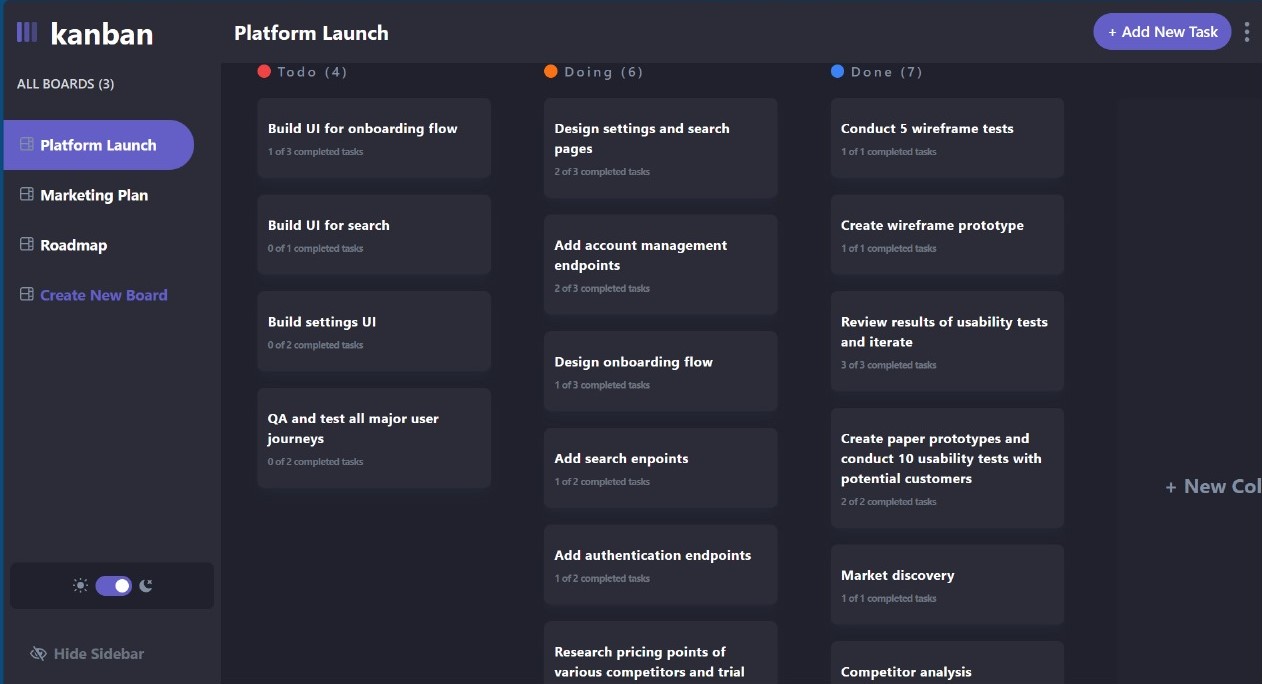 kanban
Platform Launch
+ Add New Task
ALL BOARDS (3)
Platform Launch
Marketing Plan
Roadmap
Create New Board
Hide Sidebar
Todo (4)
Build UI for onboarding flow
1 of 3 completed tasks
Build UI for search
0 of 1 completed tasks
Build settings UI
0 of 2 completed tasks
QA and test all major user
journeys
0 of 2 completed tasks
Doing (6)
Design settings and search
pages
2 of 3 completed tasks
Add account management
endpoints
2 of 3 completed tasks
Design onboarding flow
1 of 3 completed tasks
Add search enpoints
1 of 2 completed tasks
Add authentication endpoints
1 of 2 completed tasks
Research pricing points of
various competitors and trial
Done (7)
Conduct 5 wireframe tests
1 of 1 completed tasks
Create wireframe prototype
1 of 1 completed tasks
Review results of usability tests
and iterate
3 of 3 completed tasks
Create paper prototypes and
conduct 10 usability tests with
potential customers
2 of 2 completed tasks
Market discovery
1 of 1 completed tasks
Competitor analysis
+ New Col